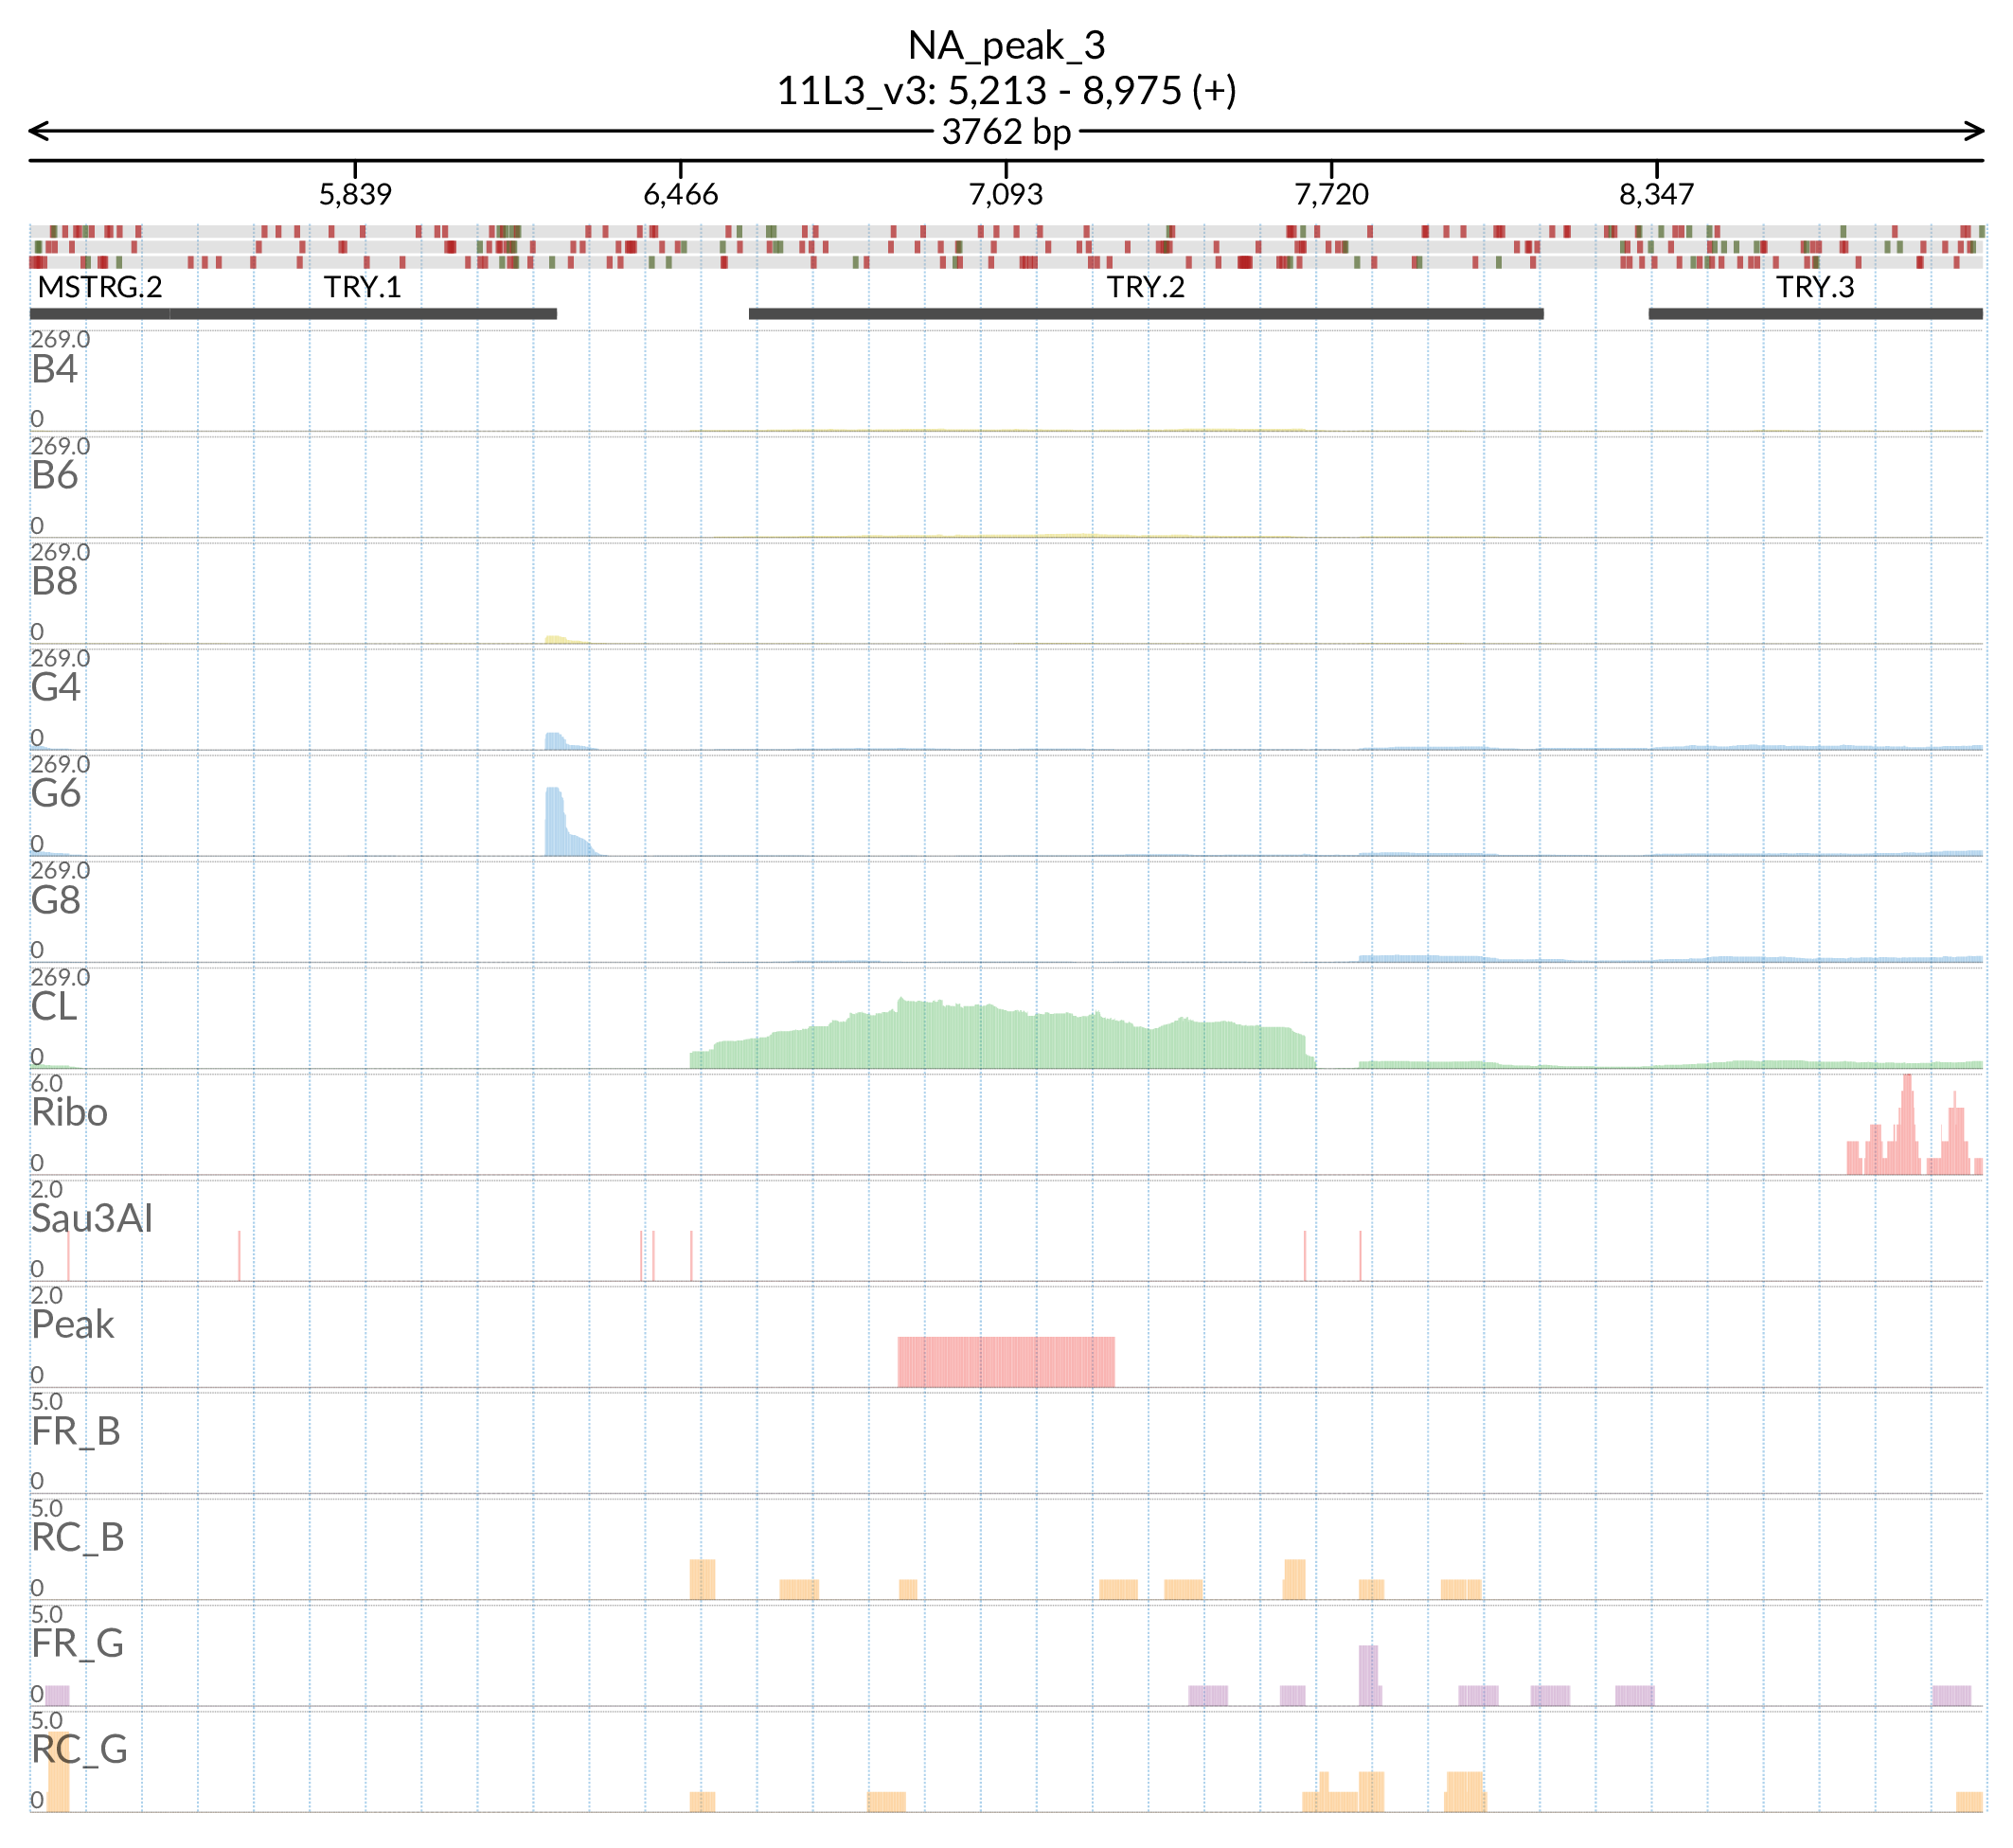 NA_peak_3
11L3_v3: 5,213 - 8,975 (+)
3762 bp
5,839 6,466 7,093 7,720 8,347
MSTRG.2 TRY.1 TRY.2 TRY.3
269.0
B4
0
269.0
B6
0
269.0
B8
0
269.0
G4
0
269.0
G6
0
269.0
G8
0
269.0
CL
0
6.0
Ribo
0
2.0
Sau3AI
0
2.0
Peak
0
5.0
FR_B
0
5.0
RC_B
0
5.0
FR_G
0
5.0
RC_G
0